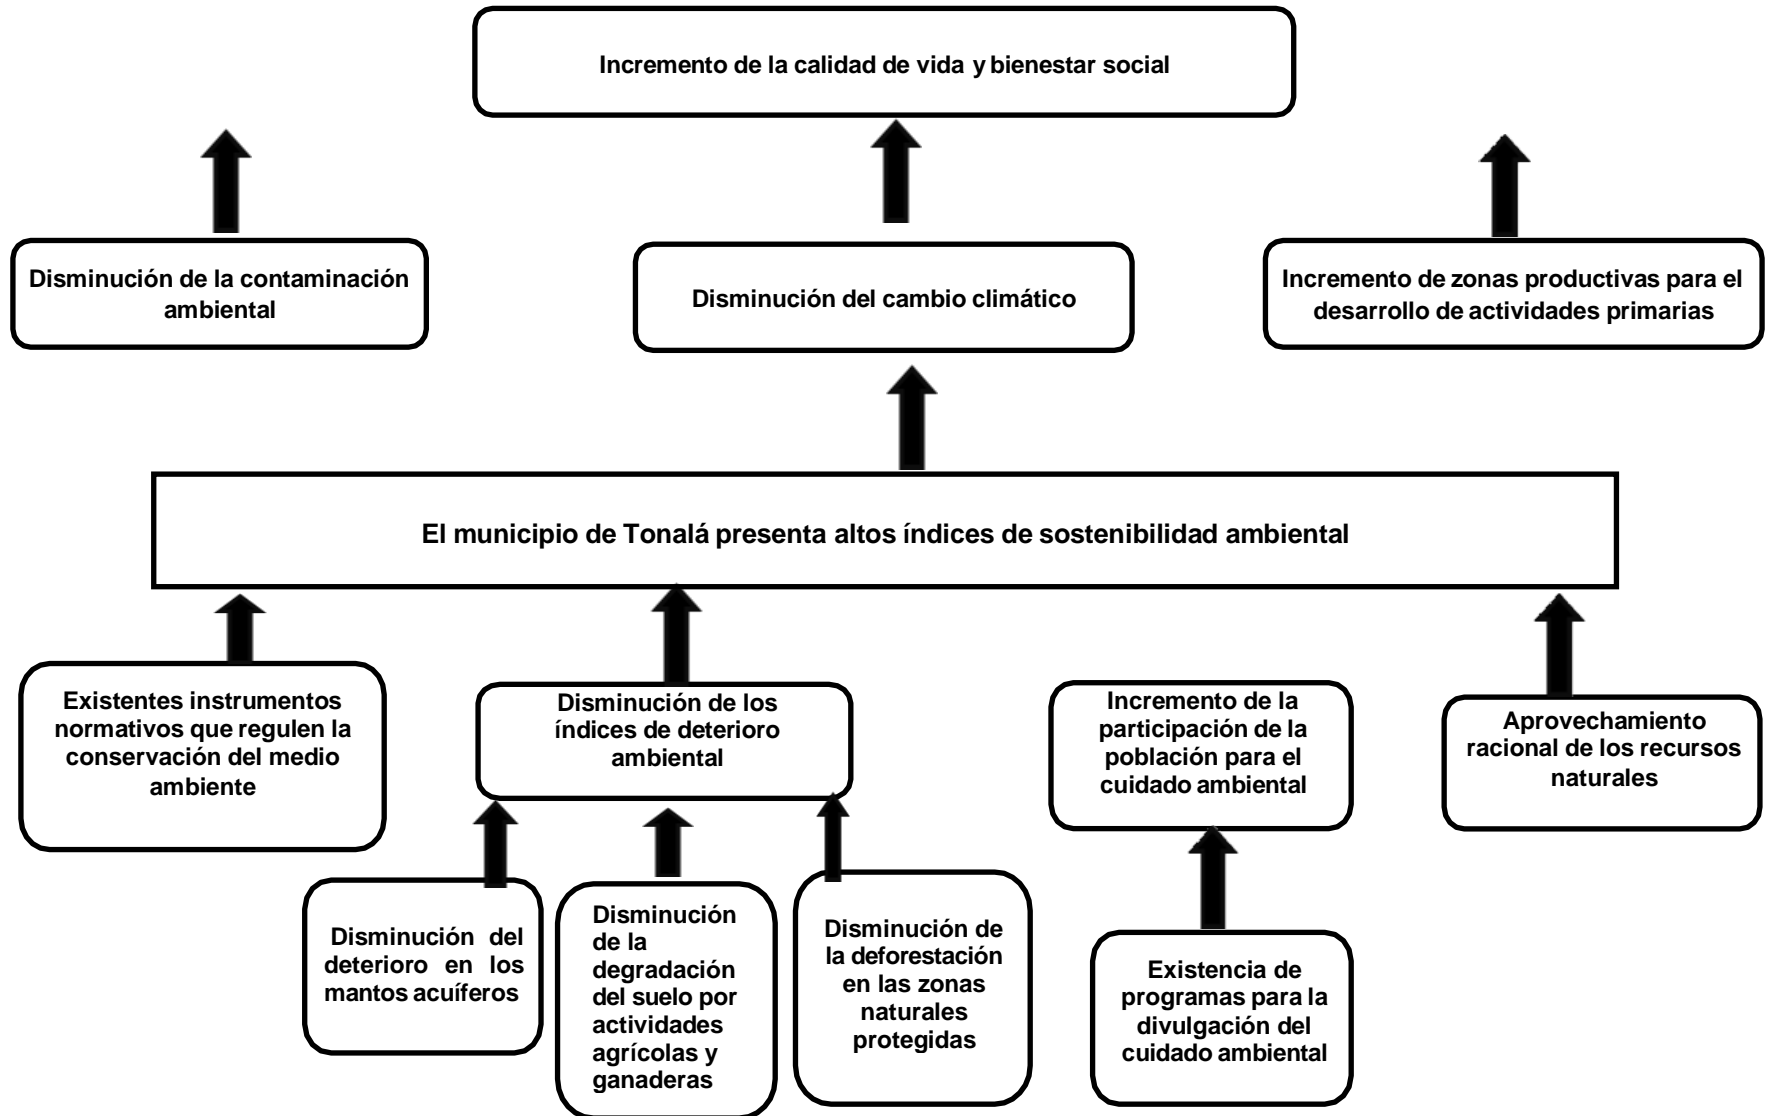 Incremento de la calidad de vida y bienestar social
Disminución de la contaminación
ambiental
Disminución del cambio climático
Incremento de zonas productivas para el
desarrollo de actividades primarias
El municipio de Tonalá presenta altos índices de sostenibilidad ambiental
Existentes instrumentos
normativos que regulen la
conservación del medio
ambiente
Disminución de los
índices de deterioro
ambiental
Incremento de la
participación de la
población para el
cuidado ambiental
Aprovechamiento
racional de los recursos
naturales
Disminución del
deterioro en los
mantos acuíferos
Disminución
de la
degradación
del suelo por
actividades
agrícolas y
ganaderas
Disminución de
la deforestación
en las zonas
naturales
protegidas
Existencia de
programas para la
divulgación del
cuidado ambiental